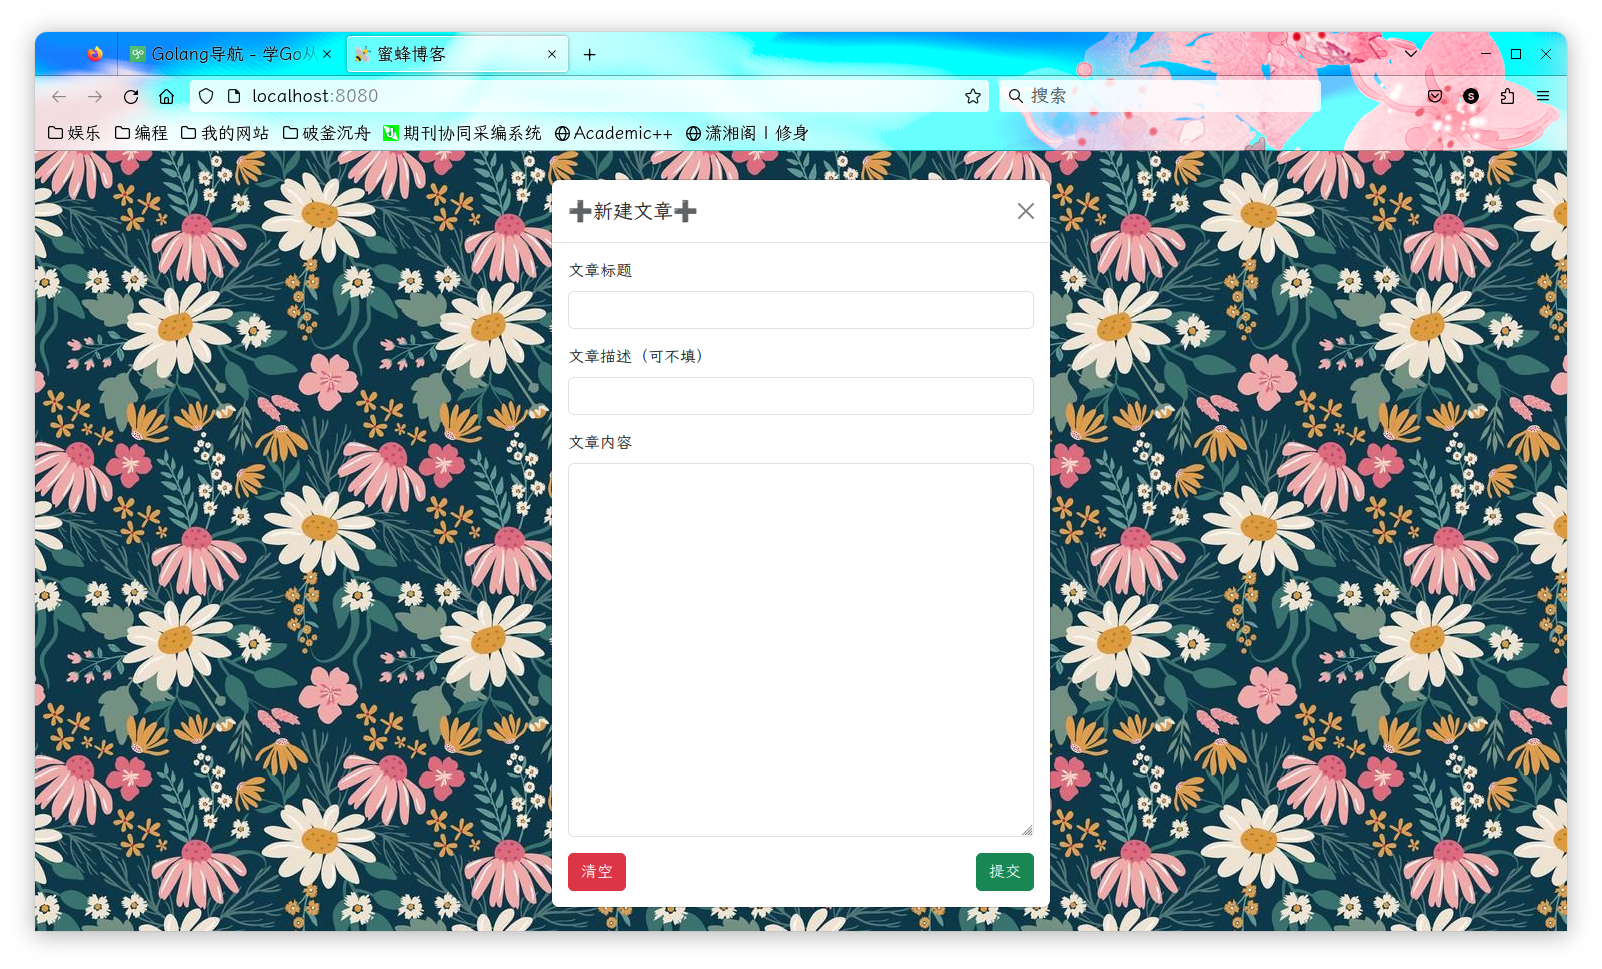 Golang导航 - 学Go从
蜜蜂博客
localhost:8080
搜索
娱乐 编程 我的网站 破釜沉舟 期刊协同采编系统 Academic++ 潇湘阁 | 修身
➕新建文章➕
文章标题
文章描述（可不填）
文章内容
清空 提交